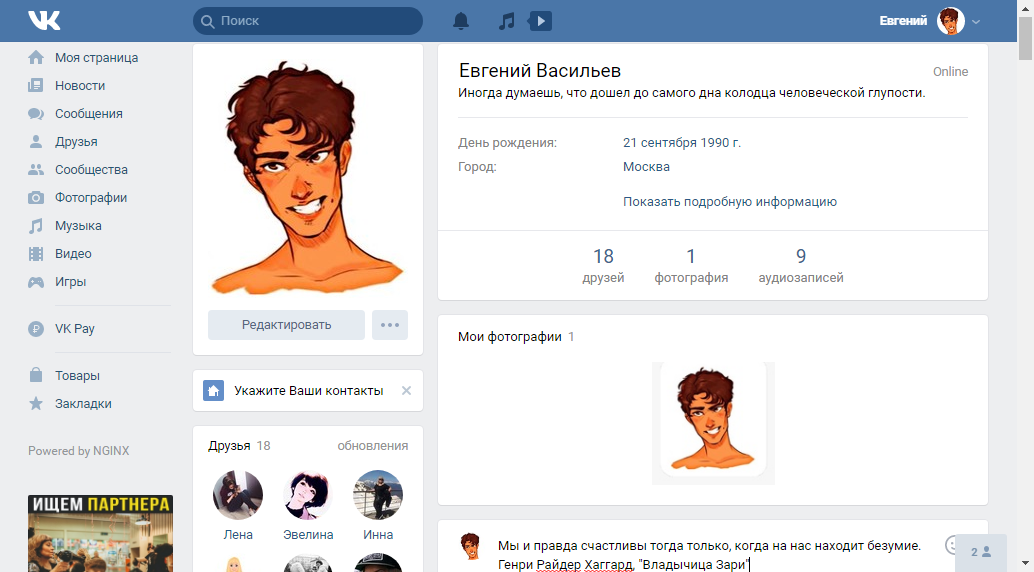 VK
Поиск
Евгений
Моя страница
Новости
Сообщения
Друзья
Сообщества
Фотографии
Музыка
Видео
Игры
VK Pay
Товары
Закладки
Powered by NGINX
ИЩЕМ ПАРТНЕРА
Редактировать
Укажите Ваши контакты
Друзья 18
обновления
Лена
Эвелина
Инна
Евгений Васильев
Online
Иногда думаешь, что дошел до самого дна колодца человеческой глупости.
День рождения: 21 сентября 1990 г.
Город: Москва
Показать подробную информацию
18 1 9
друзей фотография аудиозаписей
Мои фотографии 1
Мы и правда счастливы тогда только, когда на нас находит безумие.
Генри Райдер Хаггард, "Владычица Зари"
2